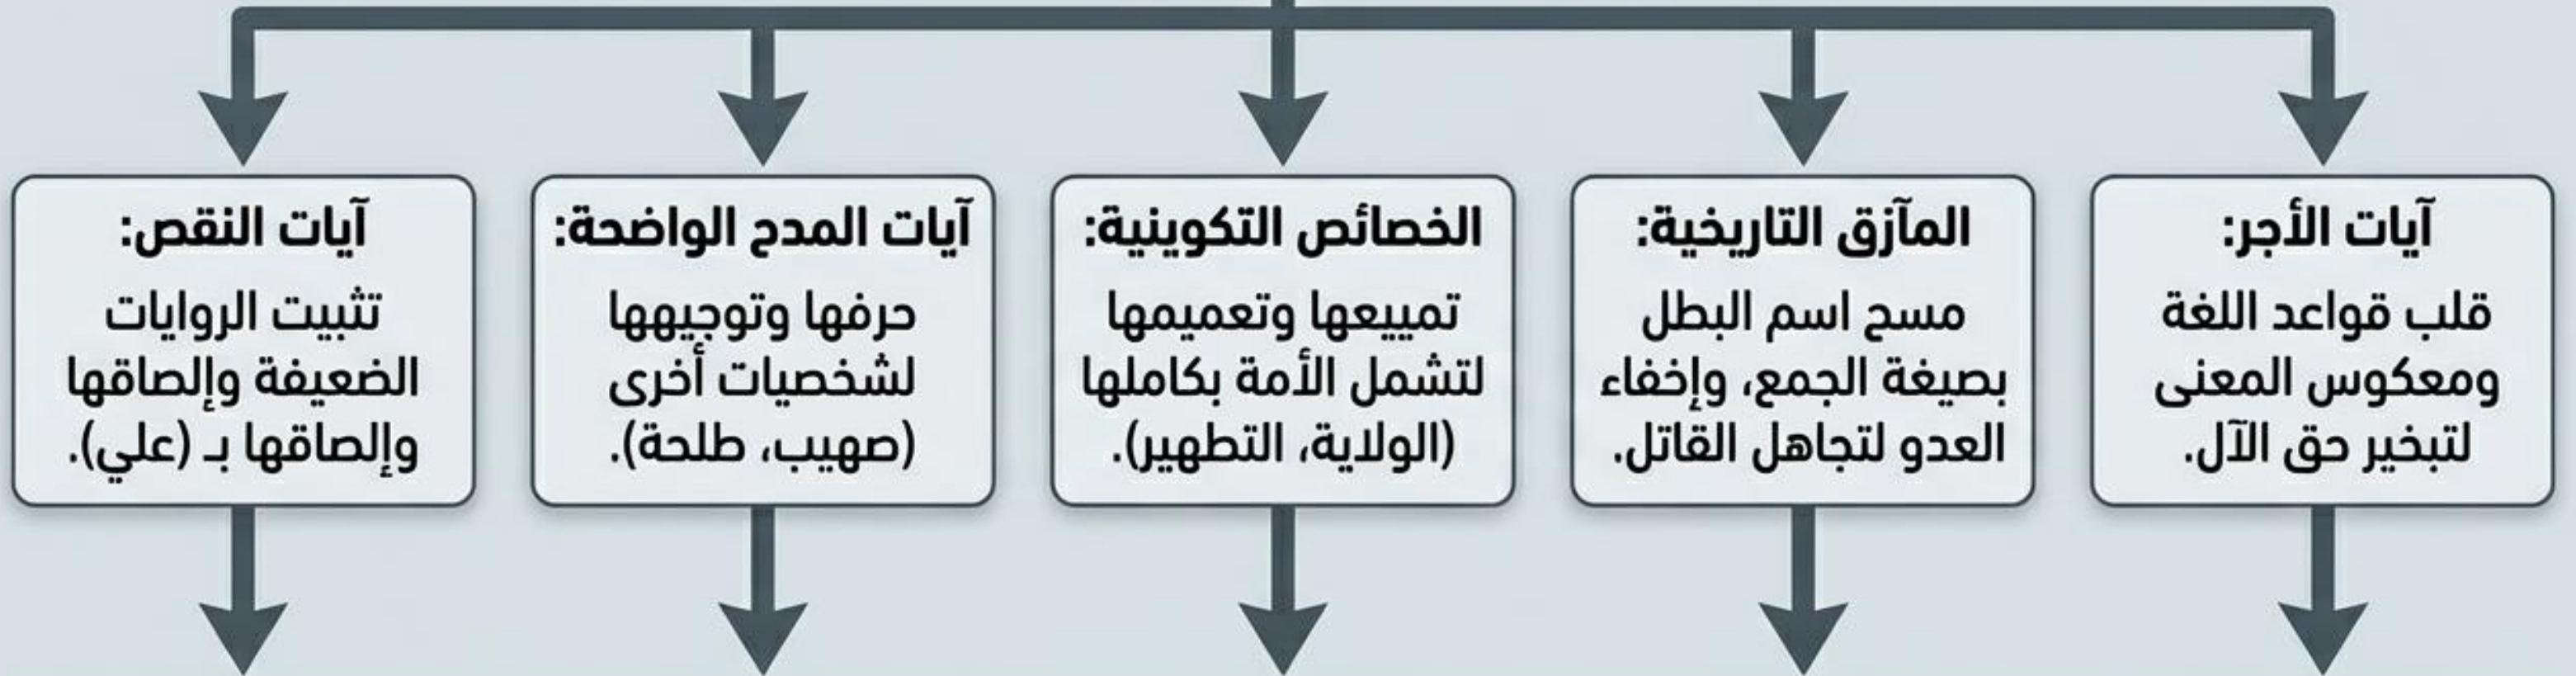 آيات الأجر:
قلب قواعد اللغة
ومعكوس المعنى
لتبخير حق الآل.
المآزق التاريخية:
مسح اسم البطل
بصيغة الجمع، وإخفاء
العدو لتجاهل القاتل.
الخصائص التكوينية:
تمييعها وتعميمها
لتشمل الأمة بكاملها
(الولاية، التطهير).
آيات المدح الواضحة:
حرفها وتوجيهها
لشخصيات أخرى
(صهيب، طلحة).
آيات النقص:
تثبيت الروايات
الضعيفة وإلصاقها
وإلصاقها بـ (علي).